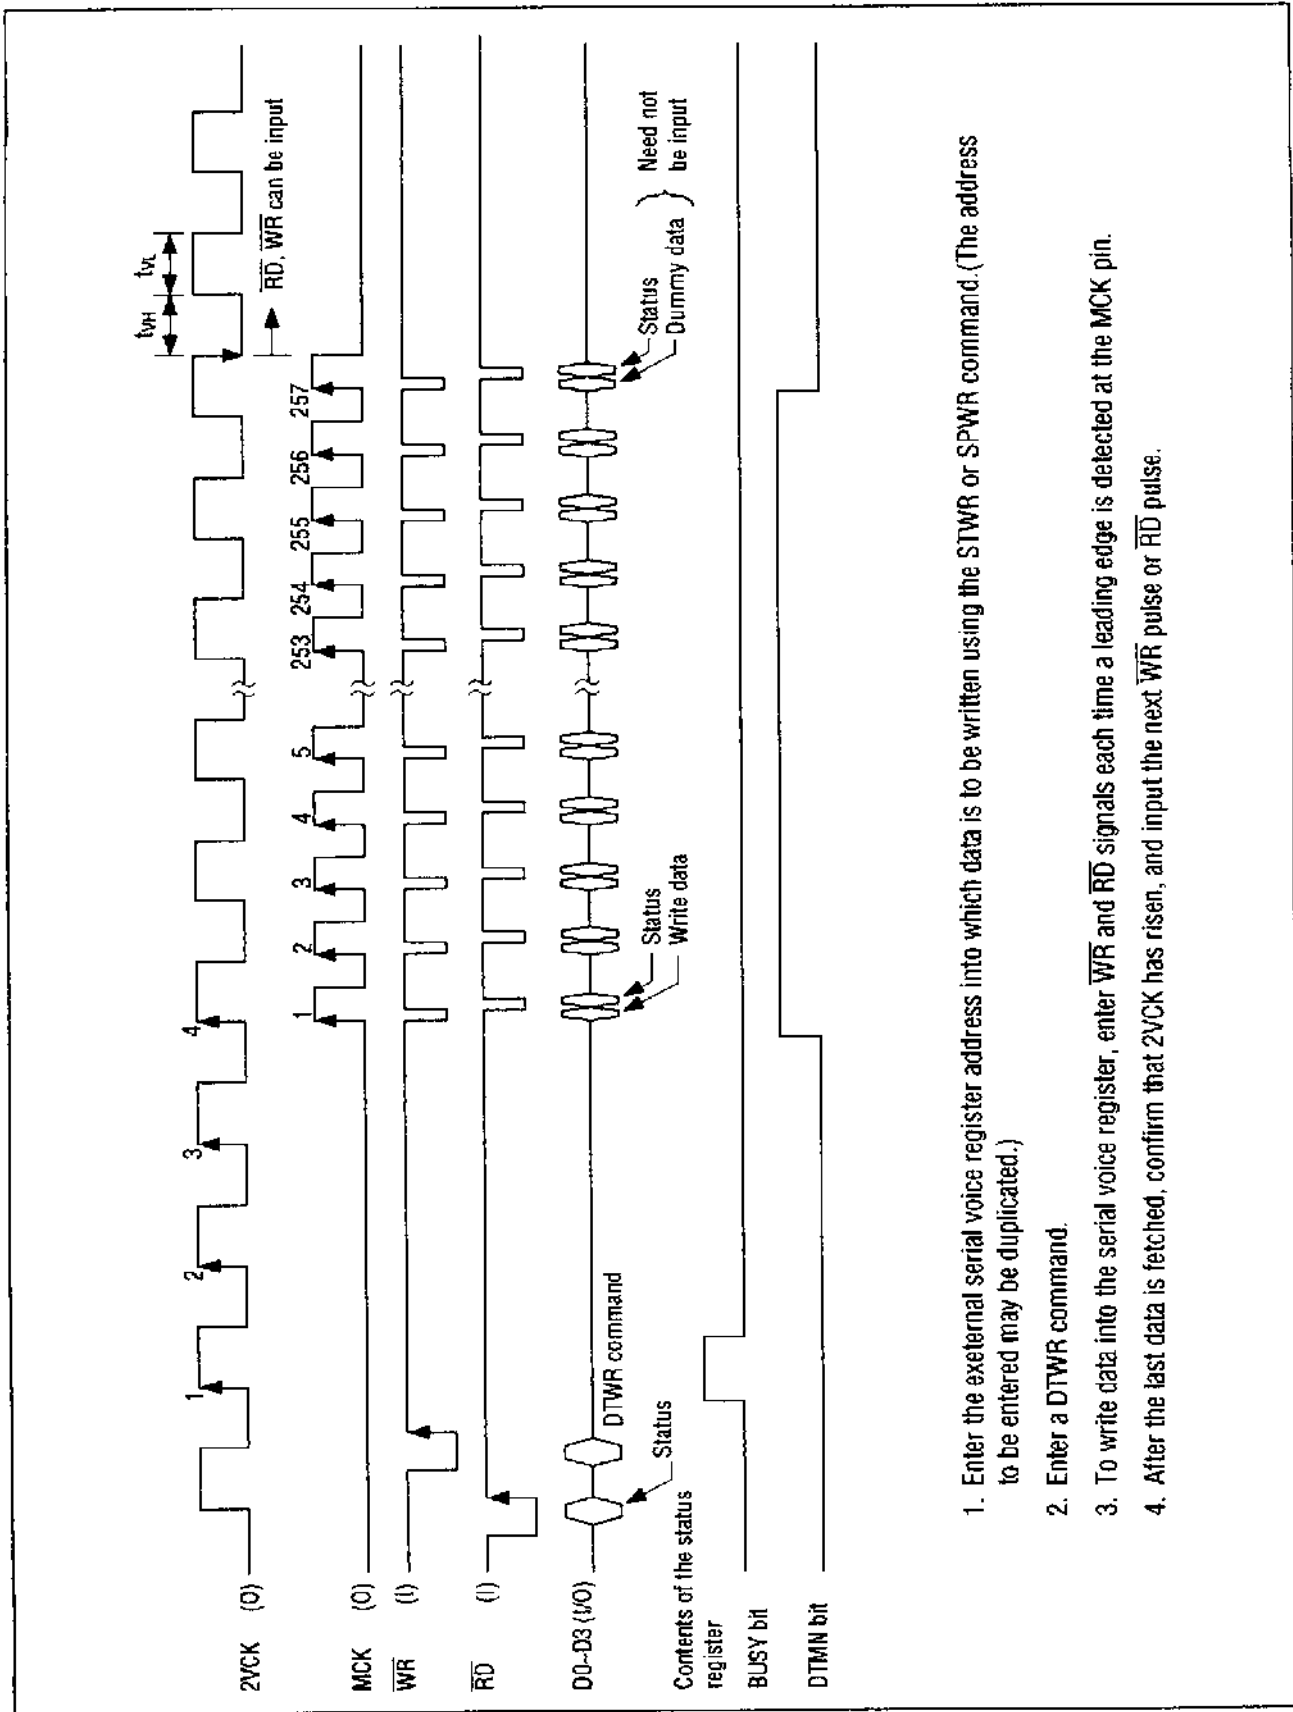 tVH tVL
RD, WR can be input
1 2 3 4
2VCK (O)
1 2 3 4 5 253 254 255 256 257
MCK (O)
WR (I)
RD (I)
D0~D3 (I/O)
Status
DTWR command
Status
Write data
Status
Dummy data
Need not
be input
Contents of the status
register
BUSY bit
DTMN bit
1. Enter the exeternal serial voice register address into which data is to be written using the STWR or SPWR command.(The address
to be entered may be duplicated.)
2. Enter a DTWR command.
3. To write data into the serial voice register, enter WR and RD signals each time a leading edge is detected at the MCK pin.
4. After the last data is fetched, confirm that 2VCK has risen, and input the next WR pulse or RD pulse.